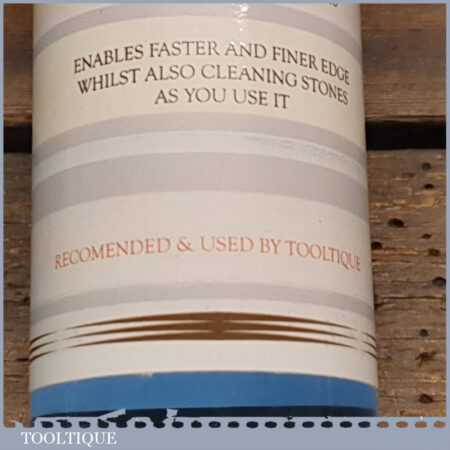 ENABLES FASTER AND FINER EDGE
WHILST ALSO CLEANING STONES
AS YOU USE IT
RECOMENDED & USED BY TOOLTIQUE
TOOLTIQUE